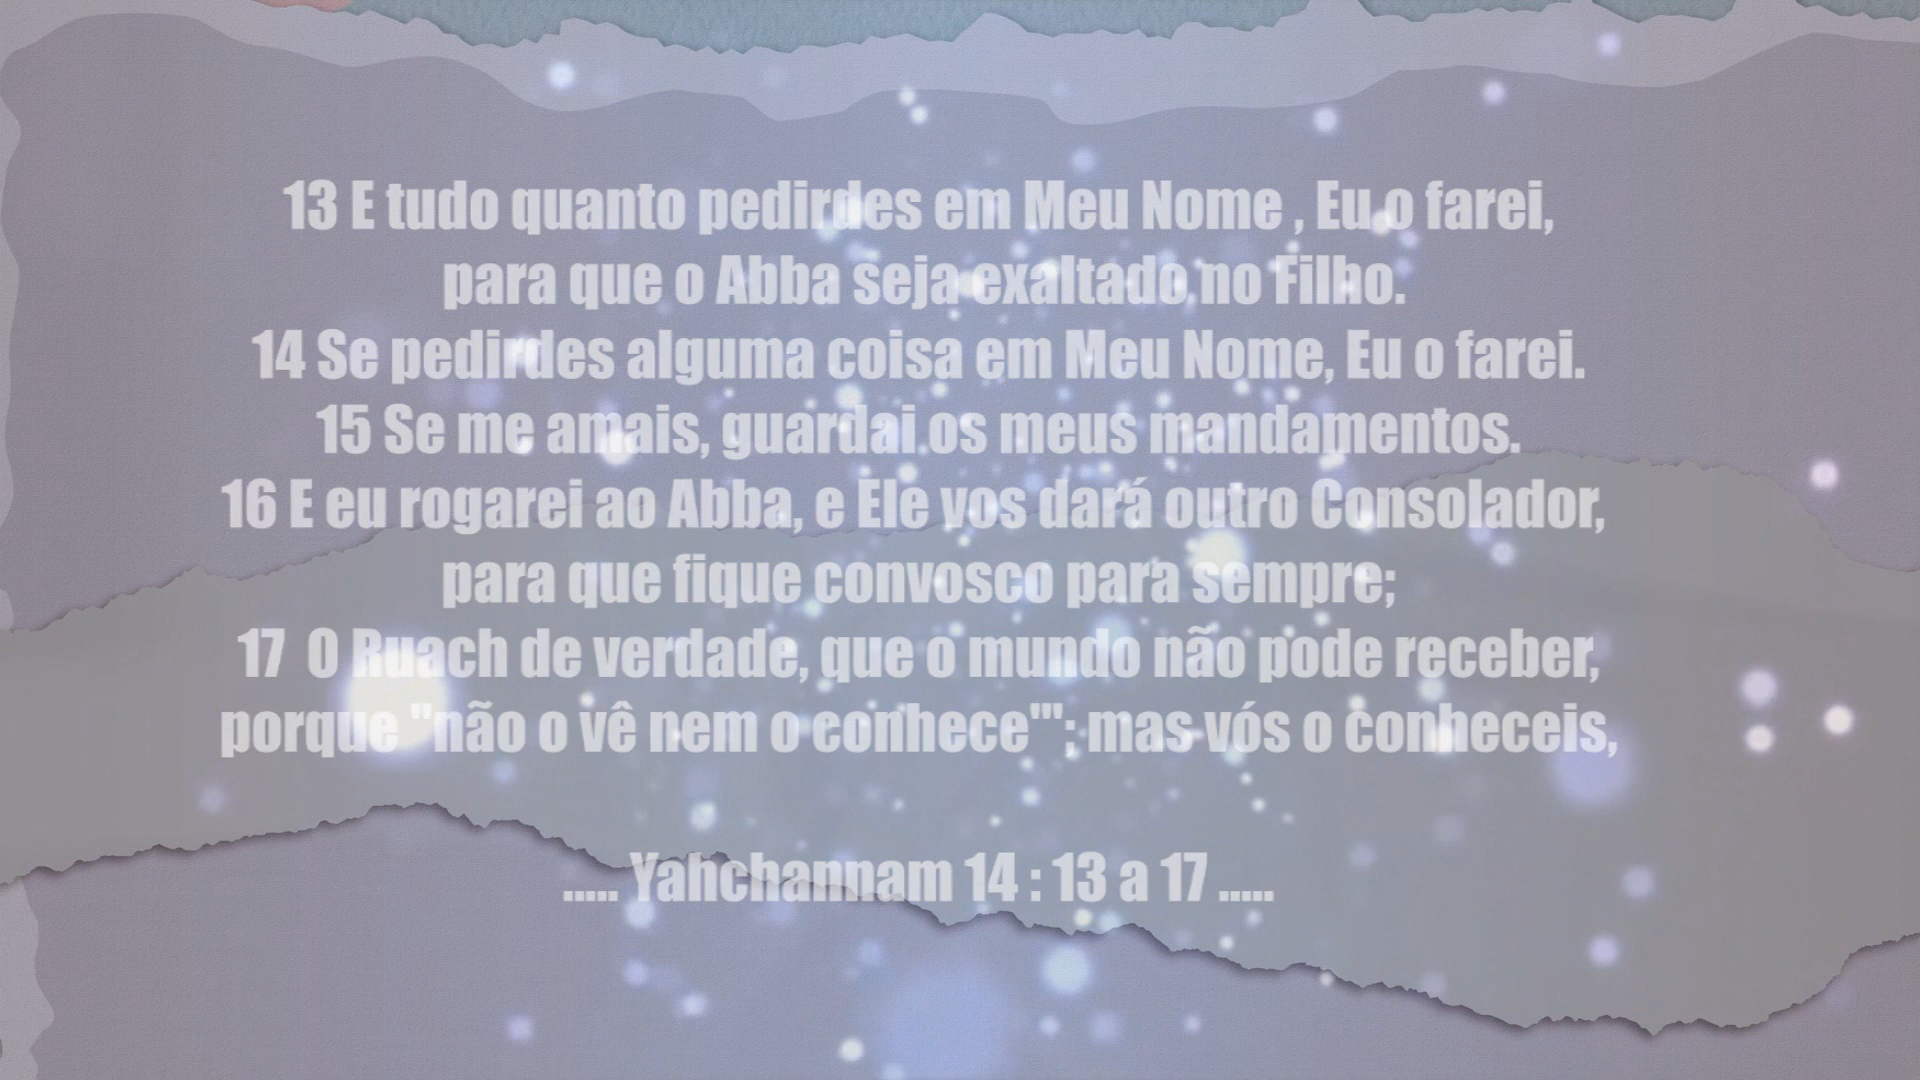 13 E tudo quanto pedirdes em Meu Nome , Eu o farei,
para que o Abba seja exaltado no Filho.
14 Se pedirdes alguma coisa em Meu Nome, Eu o farei.
15 Se me amais, guardai os meus mandamentos.
16 E eu rogarei ao Abba, e Ele vos dará outro Consolador,
para que fique convosco para sempre;
17  O Ruach de verdade, que o mundo não pode receber,
porque "não o vê nem o conhece'"; mas vós o conheceis,
..... Yahchannam 14 : 13 a 17 .....